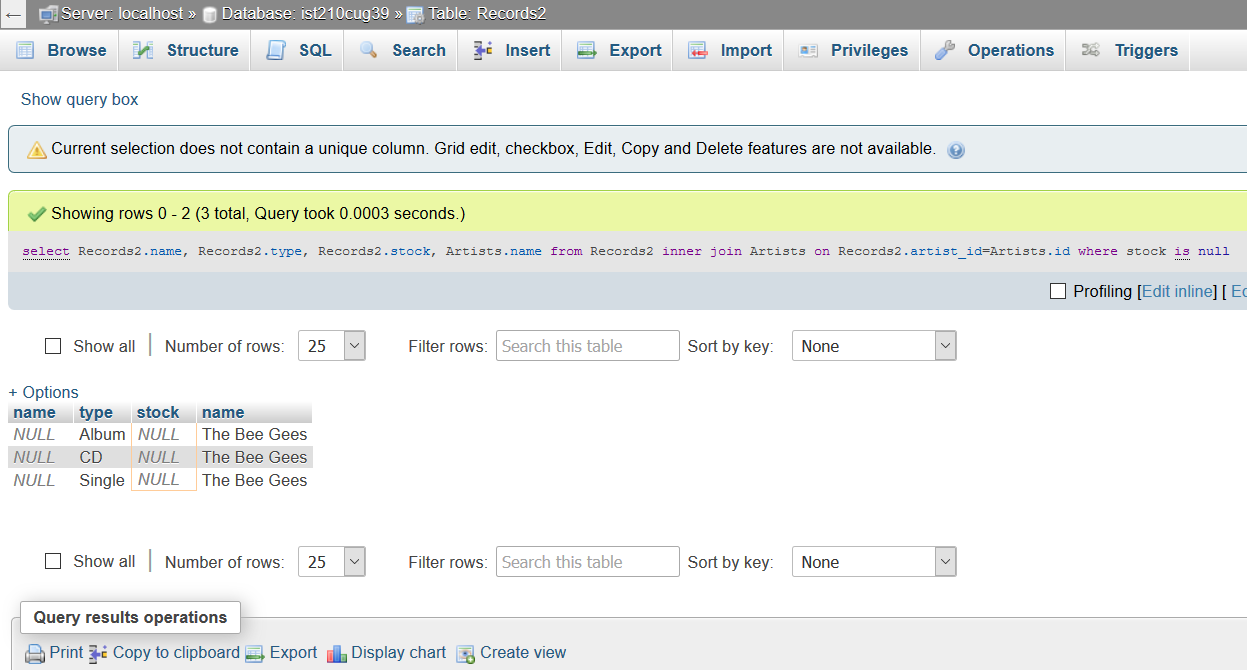 Server: localhost » Database: ist210cug39 » Table: Records2
Browse Structure SQL Search Insert Export Import Privileges Operations Triggers
Show query box
Current selection does not contain a unique column. Grid edit, checkbox, Edit, Copy and Delete features are not available.
Showing rows 0 - 2 (3 total, Query took 0.0003 seconds.)
select Records2.name, Records2.type, Records2.stock, Artists.name from Records2 inner join Artists on Records2.artist_id=Artists.id where stock is null
Profiling [Edit inline] [
Show all Number of rows: 25 Filter rows: Search this table Sort by key: None
+ Options
name type stock name
NULL Album NULL The Bee Gees
NULL CD NULL The Bee Gees
NULL Single NULL The Bee Gees
Show all Number of rows: 25 Filter rows: Search this table Sort by key: None
Query results operations
Print Copy to clipboard Export Display chart Create view